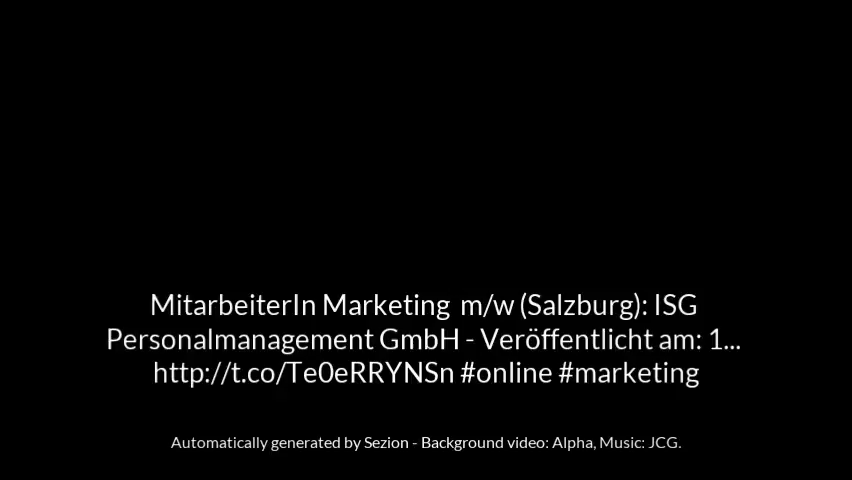 MitarbeiterIn Marketing  m/w (Salzburg): ISG
Personalmanagement GmbH - Veröffentlicht am: 1...
http://t.co/Te0eRRYNSn #online #marketing
Automatically generated by Sezion - Background video: Alpha, Music: JCG.